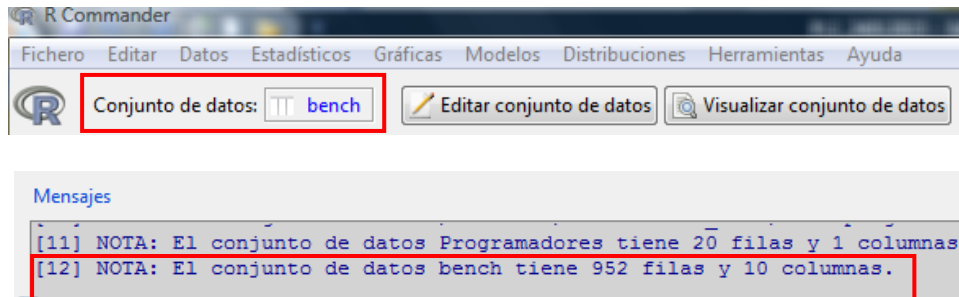 R Commander
Fichero Editar Datos Estadísticos Gráficas Modelos Distribuciones Herramientas Ayuda
R Conjunto de datos: bench Editar conjunto de datos Visualizar conjunto de datos
Mensajes
[11] NOTA: El conjunto de datos Programadores tiene 20 filas y 1 columnas
[12] NOTA: El conjunto de datos bench tiene 952 filas y 10 columnas.